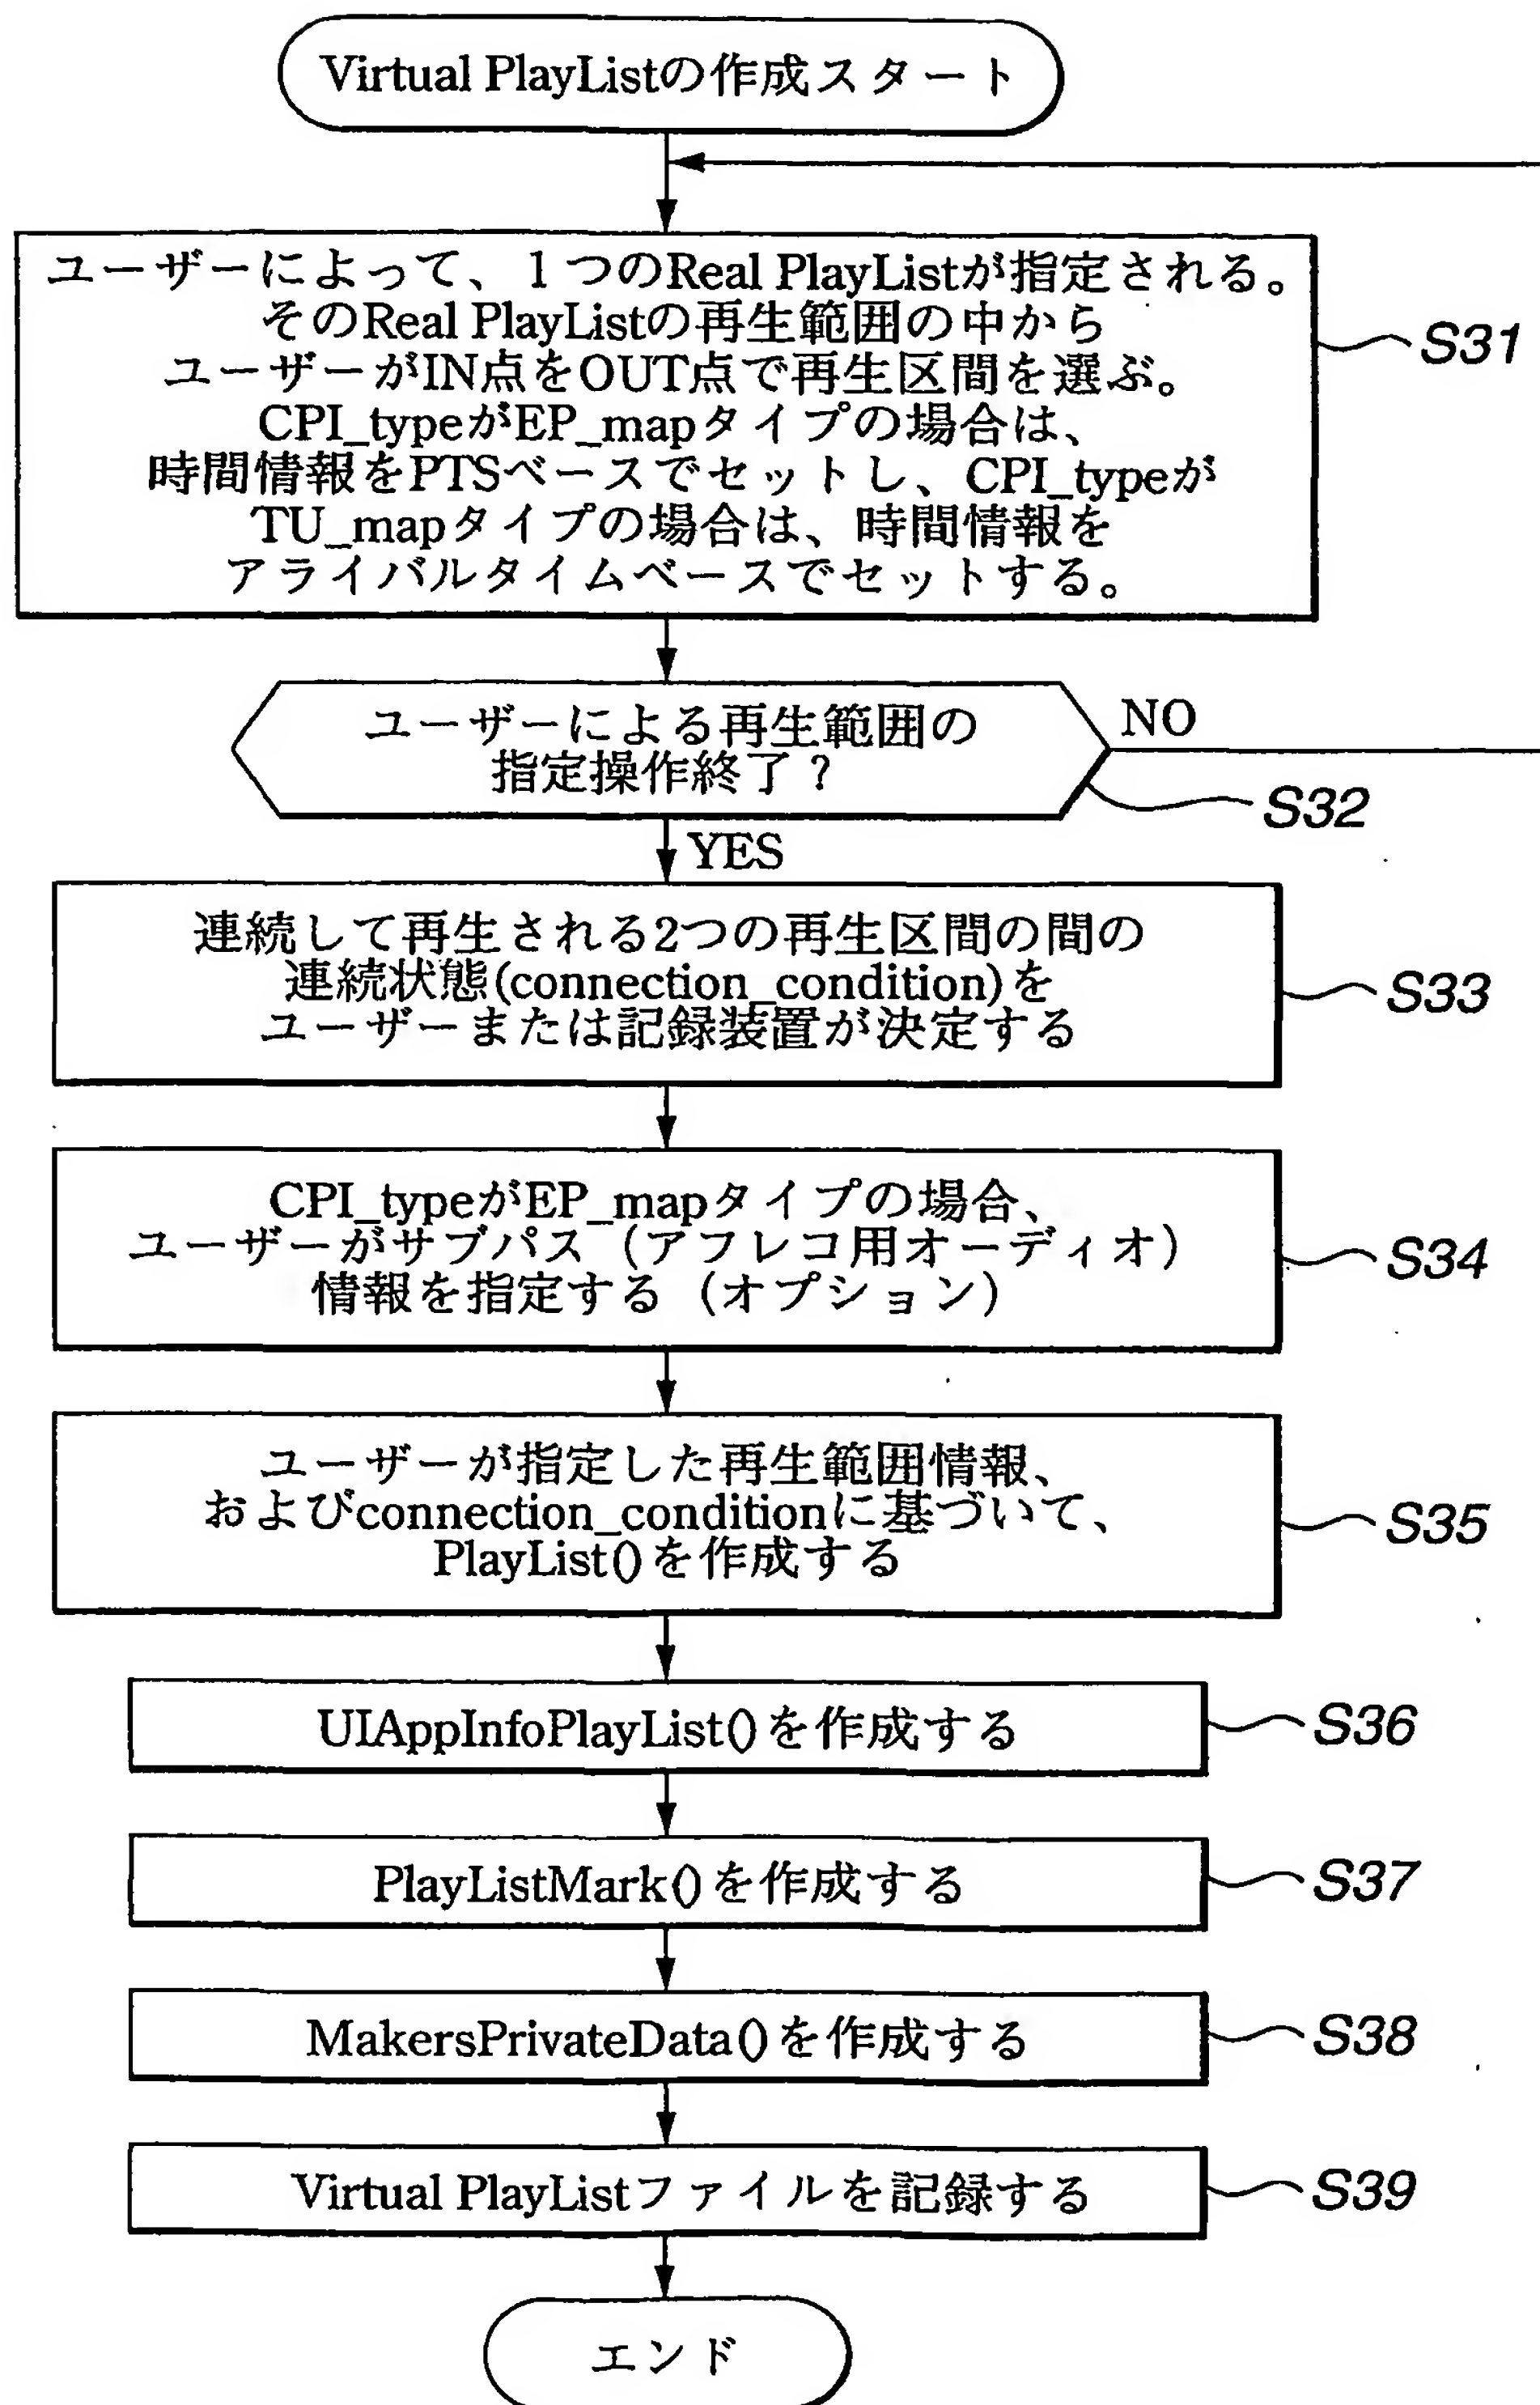 Virtual PlayListの作成スタート
ユーザーによって、1つのReal PlayListが指定される。
そのReal PlayListの再生範囲の中から
ユーザーがIN点をOUT点で再生区間を選ぶ。
CPI_typeがEP_mapタイプの場合は、
時間情報をPTSベースでセットし、CPI_typeが
TU_mapタイプの場合は、時間情報を
アライバルタイムベースでセットする。
S31
ユーザーによる再生範囲の
指定操作終了？
NO
S32
YES
連続して再生される2つの再生区間の間の
連続状態(connection_condition)を
ユーザーまたは記録装置が決定する
S33
CPI_typeがEP_mapタイプの場合、
ユーザーがサブパス（アフレコ用オーディオ）
情報を指定する（オプション）
S34
ユーザーが指定した再生範囲情報、
およびconnection_conditionに基づいて、
PlayList()を作成する
S35
UIAppInfoPlayList()を作成する
S36
PlayListMark()を作成する
S37
MakersPrivateData()を作成する
S38
Virtual PlayListファイルを記録する
S39
エンド